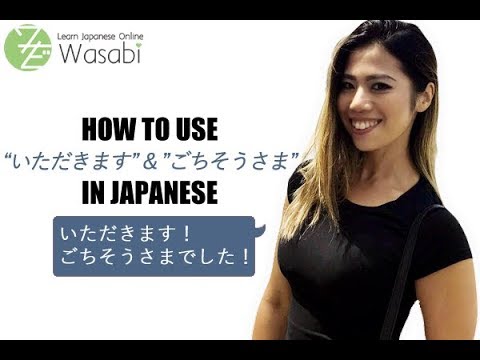 Learn Japanese Online
Wasabi
HOW TO USE
“いただきます”＆”ごちそうさま”
IN JAPANESE
いただきます！
ごちそうさまでした！